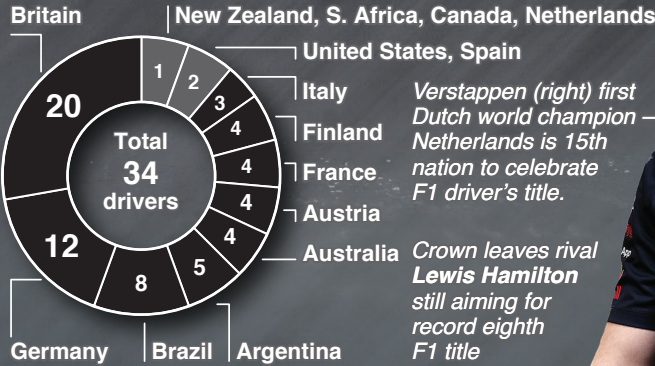 Britain
New Zealand, S. Africa, Canada, Netherlands
United States, Spain
1
2
Italy
3
20
Verstappen (right) first
Dutch world champion –
Netherlands is 15th
nation to celebrate
F1 driver's title.
4
Finland
Total
34
drivers
4
France
4
Austria
4
Australia
12
5
8
Crown leaves rival
Lewis Hamilton
still aiming for
record eighth
F1 title
Germany
Brazil
Argentina